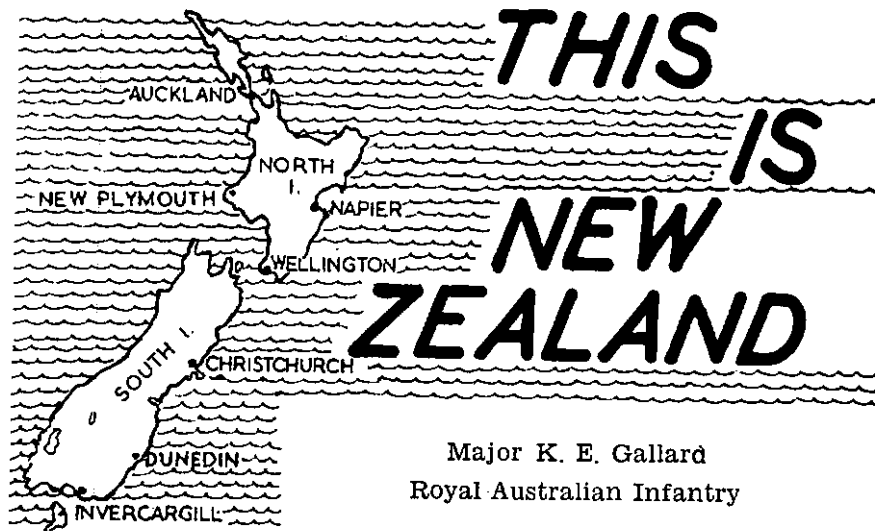 THIS
IS
NEW
ZEALAND
AUCKLAND
NORTH
I.
NEW PLYMOUTH
NAPIER
WELLINGTON
SOUTH I.
CHRISTCHURCH
DUNEDIN
INVERCARGILL
Major K. E. Gallard
Royal Australian Infantry